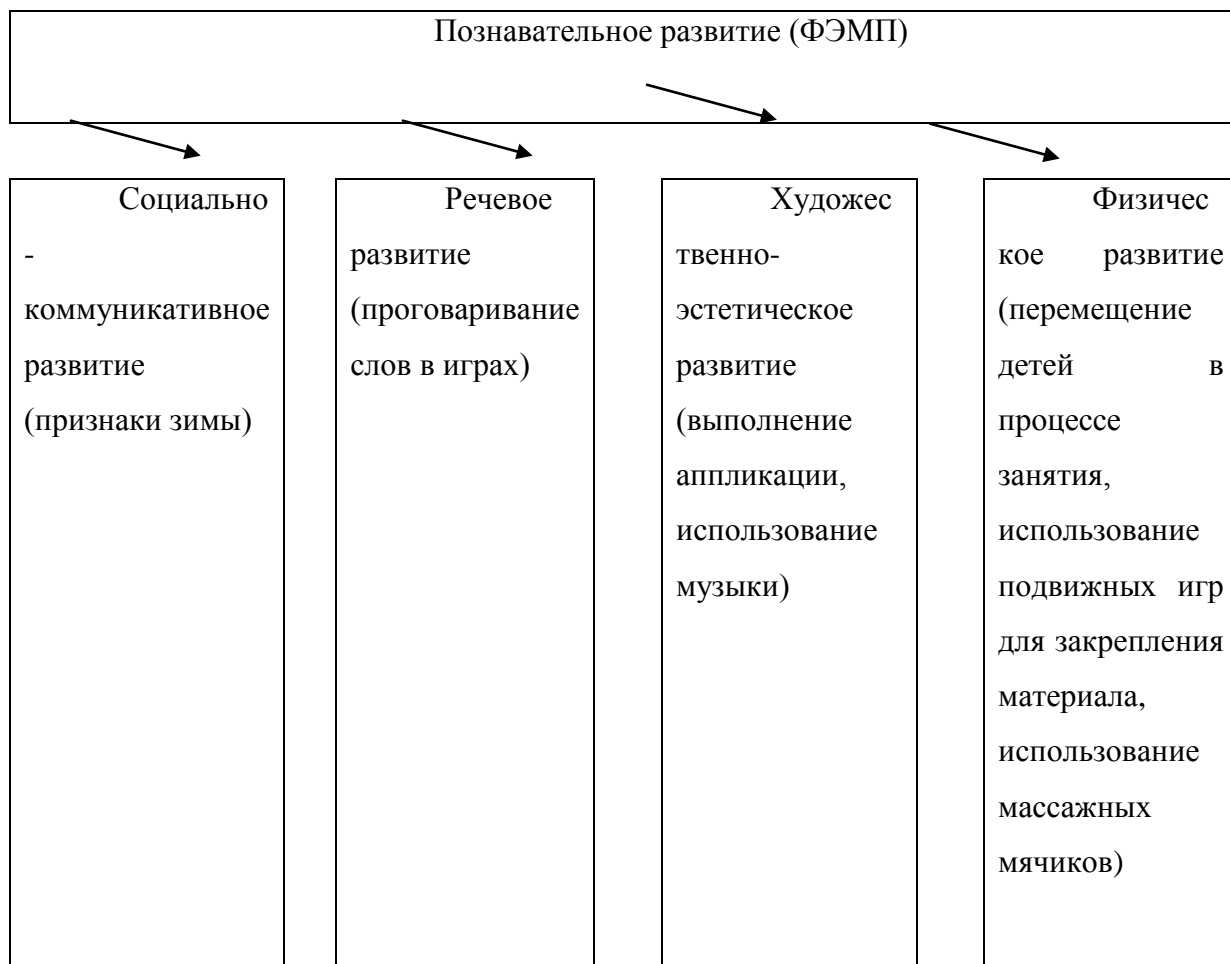 Познавательное развитие (ФЭМП)
Социально
-
коммуникативное
развитие
(признаки зимы)
Речевое
развитие
(проговаривание
слов в играх)
Художес
твенно-
эстетическое
развитие
(выполнение
аппликации,
использование
музыки)
Физичес
кое развитие
(перемещение
детей в
процессе
занятия,
использование
подвижных игр
для закрепления
материала,
использование
массажных
мячиков)